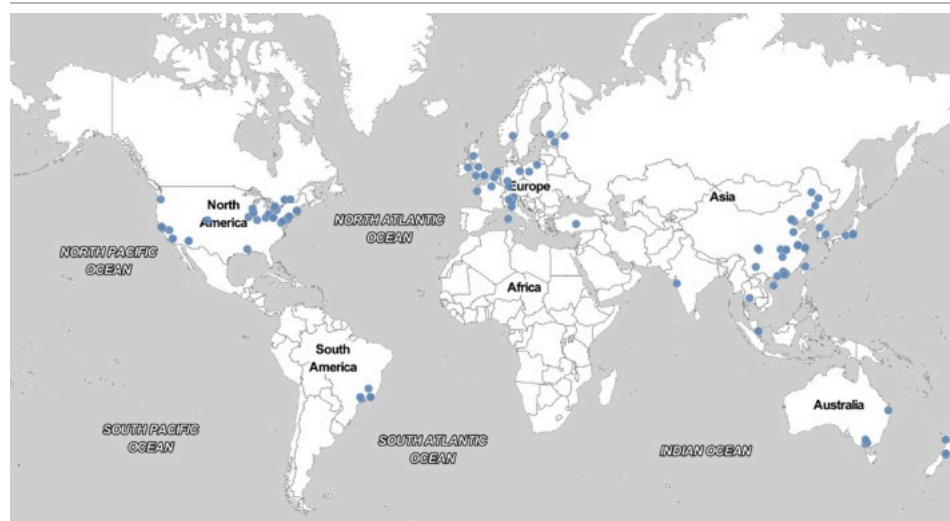 North
America
NORTH ATLANTIC
OCEAN
NORTH PACIFIC
OCEAN
Europe
Asia
Africa
South
America
SOUTH PACIFIC
OCEAN
SOUTH ATLANTIC
OCEAN
INDIAN OCEAN
Australia